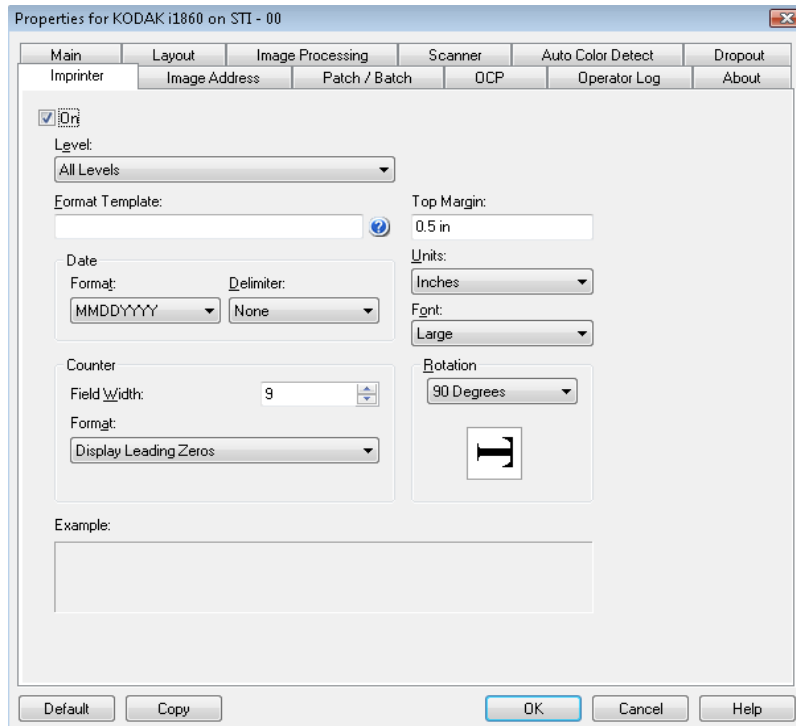 Properties for KODAK i1860 on STI - 00
Main Layout Image Processing Scanner Auto Color Detect Dropout
Imprinter Image Address Patch / Batch OCP Operator Log About
On
Level:
All Levels
Format Template: Top Margin:
0.5 in
Date Units:
Format: Delimiter: Inches
MMDDYYYY None Font:
Large
Counter Rotation
Field Width: 9 90 Degrees
Format:
Display Leading Zeros
T
Example:
Default Copy OK Cancel Help